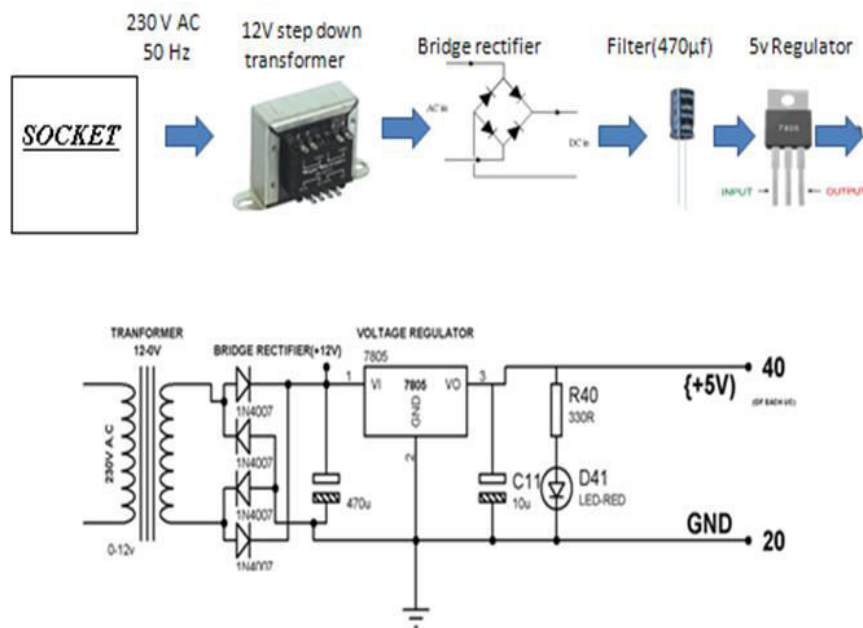 230 V AC
50 Hz
12V step down
transformer
Bridge rectifier
Filter(470μf)
5v Regulator
SOCKET
AC in
DC in
7805
INPUT
OUTPUT
TRANFORMER
12-0V
BRIDGE RECTIFIER(+12V)
VOLTAGE REGULATOR
7805
1
VI
7805
VO
3
GND
2
230V A.C
0-12v
1N4007
1N4007
1N4007
1N4007
470u
C11
10u
R40
330R
D41
LED-RED
{+5V)
40
(OF EACH I/C)
GND
20